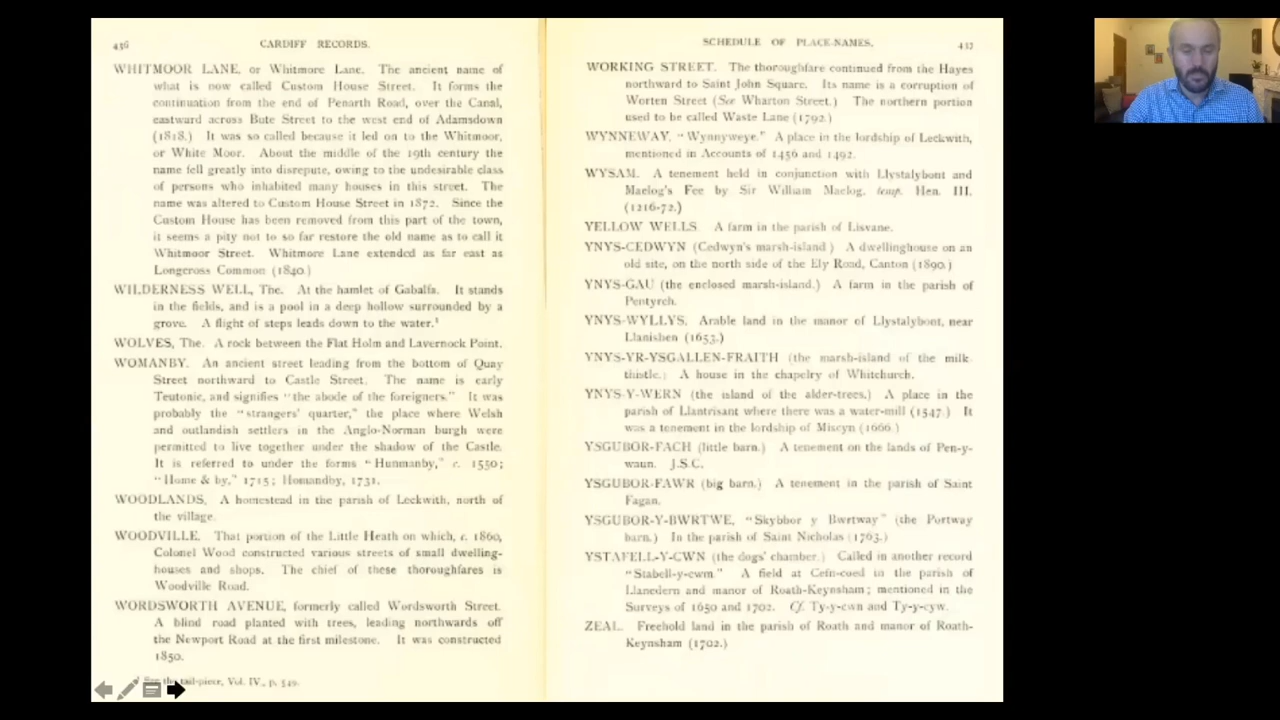 436
CARDIFF RECORDS.
WHITMOOR LANE, or Whitmore Lane. The ancient name of
what is now called Custom House Street. It forms the
continuation from the end of Penarth Road, over the Canal,
eastward across Bute Street to the west end of Adamsdown
(1818.) It was so called because it led on to the Whitmoor,
or White Moor. About the middle of the 19th century the
name fell greatly into disrepute, owing to the undesirable class
of persons who inhabited many houses in this street. The
name was altered to Custom House Street in 1872. Since the
Custom House has been removed from this part of the town,
it seems a pity not to so far restore the old name as to call it
Whitmoor Street. Whitmore Lane extended as far east as
Longcross Common (1840.)
WILDERNESS WELL, The. At the hamlet of Gabalfa. It stands
in the fields, and is a pool in a deep hollow surrounded by a
grove. A flight of steps leads down to the water.¹
WOLVES, The. A rock between the Flat Holm and Lavernock Point.
WOMANBY. An ancient street leading from the bottom of Quay
Street northward to Castle Street. The name is early
Teutonic, and signifies "the abode of the foreigners." It was
probably the "strangers' quarter," the place where Welsh
and outlandish settlers in the Anglo-Norman burgh were
permitted to live together under the shadow of the Castle.
It is referred to under the forms "Hunmanby," c. 1550;
"Home & by," 1715; Homandby, 1731.
WOODLANDS, A homestead in the parish of Leckwith, north of
the village.
WOODVILLE. That portion of the Little Heath on which, c. 1860,
Colonel Wood constructed various streets of small dwelling-
houses and shops. The chief of these thoroughfares is
Woodville Road.
WORDSWORTH AVENUE, formerly called Wordsworth Street.
A blind road planted with trees, leading northwards off
the Newport Road at the first milestone. It was constructed
1850.
the tail-piece, Vol. IV., p. 549.
SCHEDULE OF PLACE-NAMES.
437
WORKING STREET. The thoroughfare continued from the Hayes
northward to Saint John Square. Its name is a corruption of
Worten Street (See Wharton Street.) The northern portion
used to be called Waste Lane (1792.)
WYNNEWAY, "Wynnyweye." A place in the lordship of Leckwith,
mentioned in Accounts of 1456 and 1492.
WYSAM. A tenement held in conjunction with Llystalybont and
Maelog's Fee by Sir William Maelog. temp. Hen. III.
(1216-72.)
YELLOW WELLS. A farm in the parish of Lisvane.
YNYS-CEDWYN (Cedwyn's marsh-island.) A dwellinghouse on an
old site, on the north side of the Ely Road, Canton (1890.)
YNYS-GAU (the enclosed marsh-island.) A farm in the parish of
Pentyrch.
YNYS-WYLLYS. Arable land in the manor of Llystalybont, near
Llanishen (1653.)
YNYS-YR-YSGALLEN-FRAITH (the marsh-island of the milk
thistle.) A house in the chapelry of Whitchurch.
YNYS-Y-WERN (the island of the alder-trees.) A place in the
parish of Llantrisant where there was a water-mill (1547.) It
was a tenement in the lordship of Miscyn (1666.)
YSGUBOR-FACH (little barn.) A tenement on the lands of Pen-y-
waun. J.S.C.
YSGUBOR-FAWR (big barn.) A tenement in the parish of Saint
Fagan.
YSGUBOR-Y-BWRTWE, "Skybbor y Bwrtway" (the Portway
barn.) In the parish of Saint Nicholas (1763.)
YSTAFELL-Y-CWN (the dogs' chamber.) Called in another record
"Stabell-y-cwm." A field at Cefn-coed in the parish of
Llanedern and manor of Roath-Keynsham; mentioned in the
Surveys of 1650 and 1702. Cf. Ty-y-cwn and Ty-y-cyw.
ZEAL. Freehold land in the parish of Roath and manor of Roath-
Keynsham (1702.)